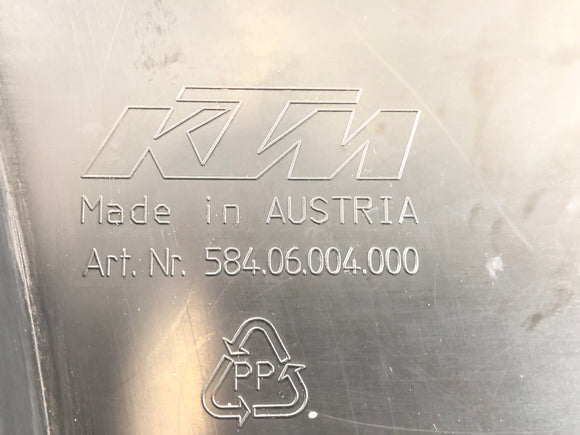 KTM
Made in AUSTRIA
Art. Nr. 584.06.004.000
PP